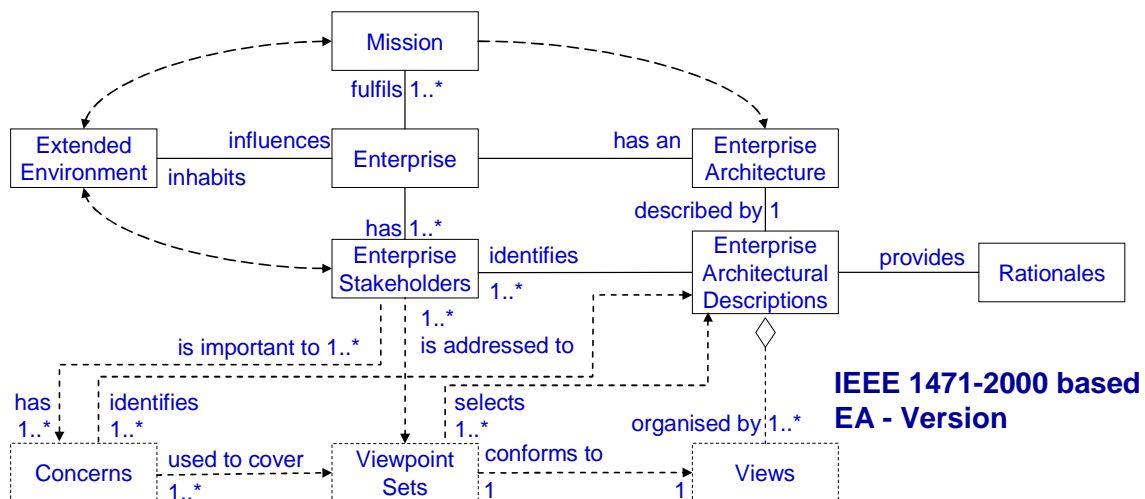 Mission
fulfils 1..*
Extended
Environment
influences
inhabits
Enterprise
has an
Enterprise
Architecture
described by 1
has 1..*
Enterprise
Stakeholders
identifies
1..*
Enterprise
Architectural
Descriptions
provides
Rationales
1..*
is important to 1..*
is addressed to
has
1..*
identifies
1..*
selects
1..*
organised by 1..*
IEEE 1471-2000 based
EA - Version
Concerns
used to cover
1..*
Viewpoint
Sets
conforms to
1
1
Views